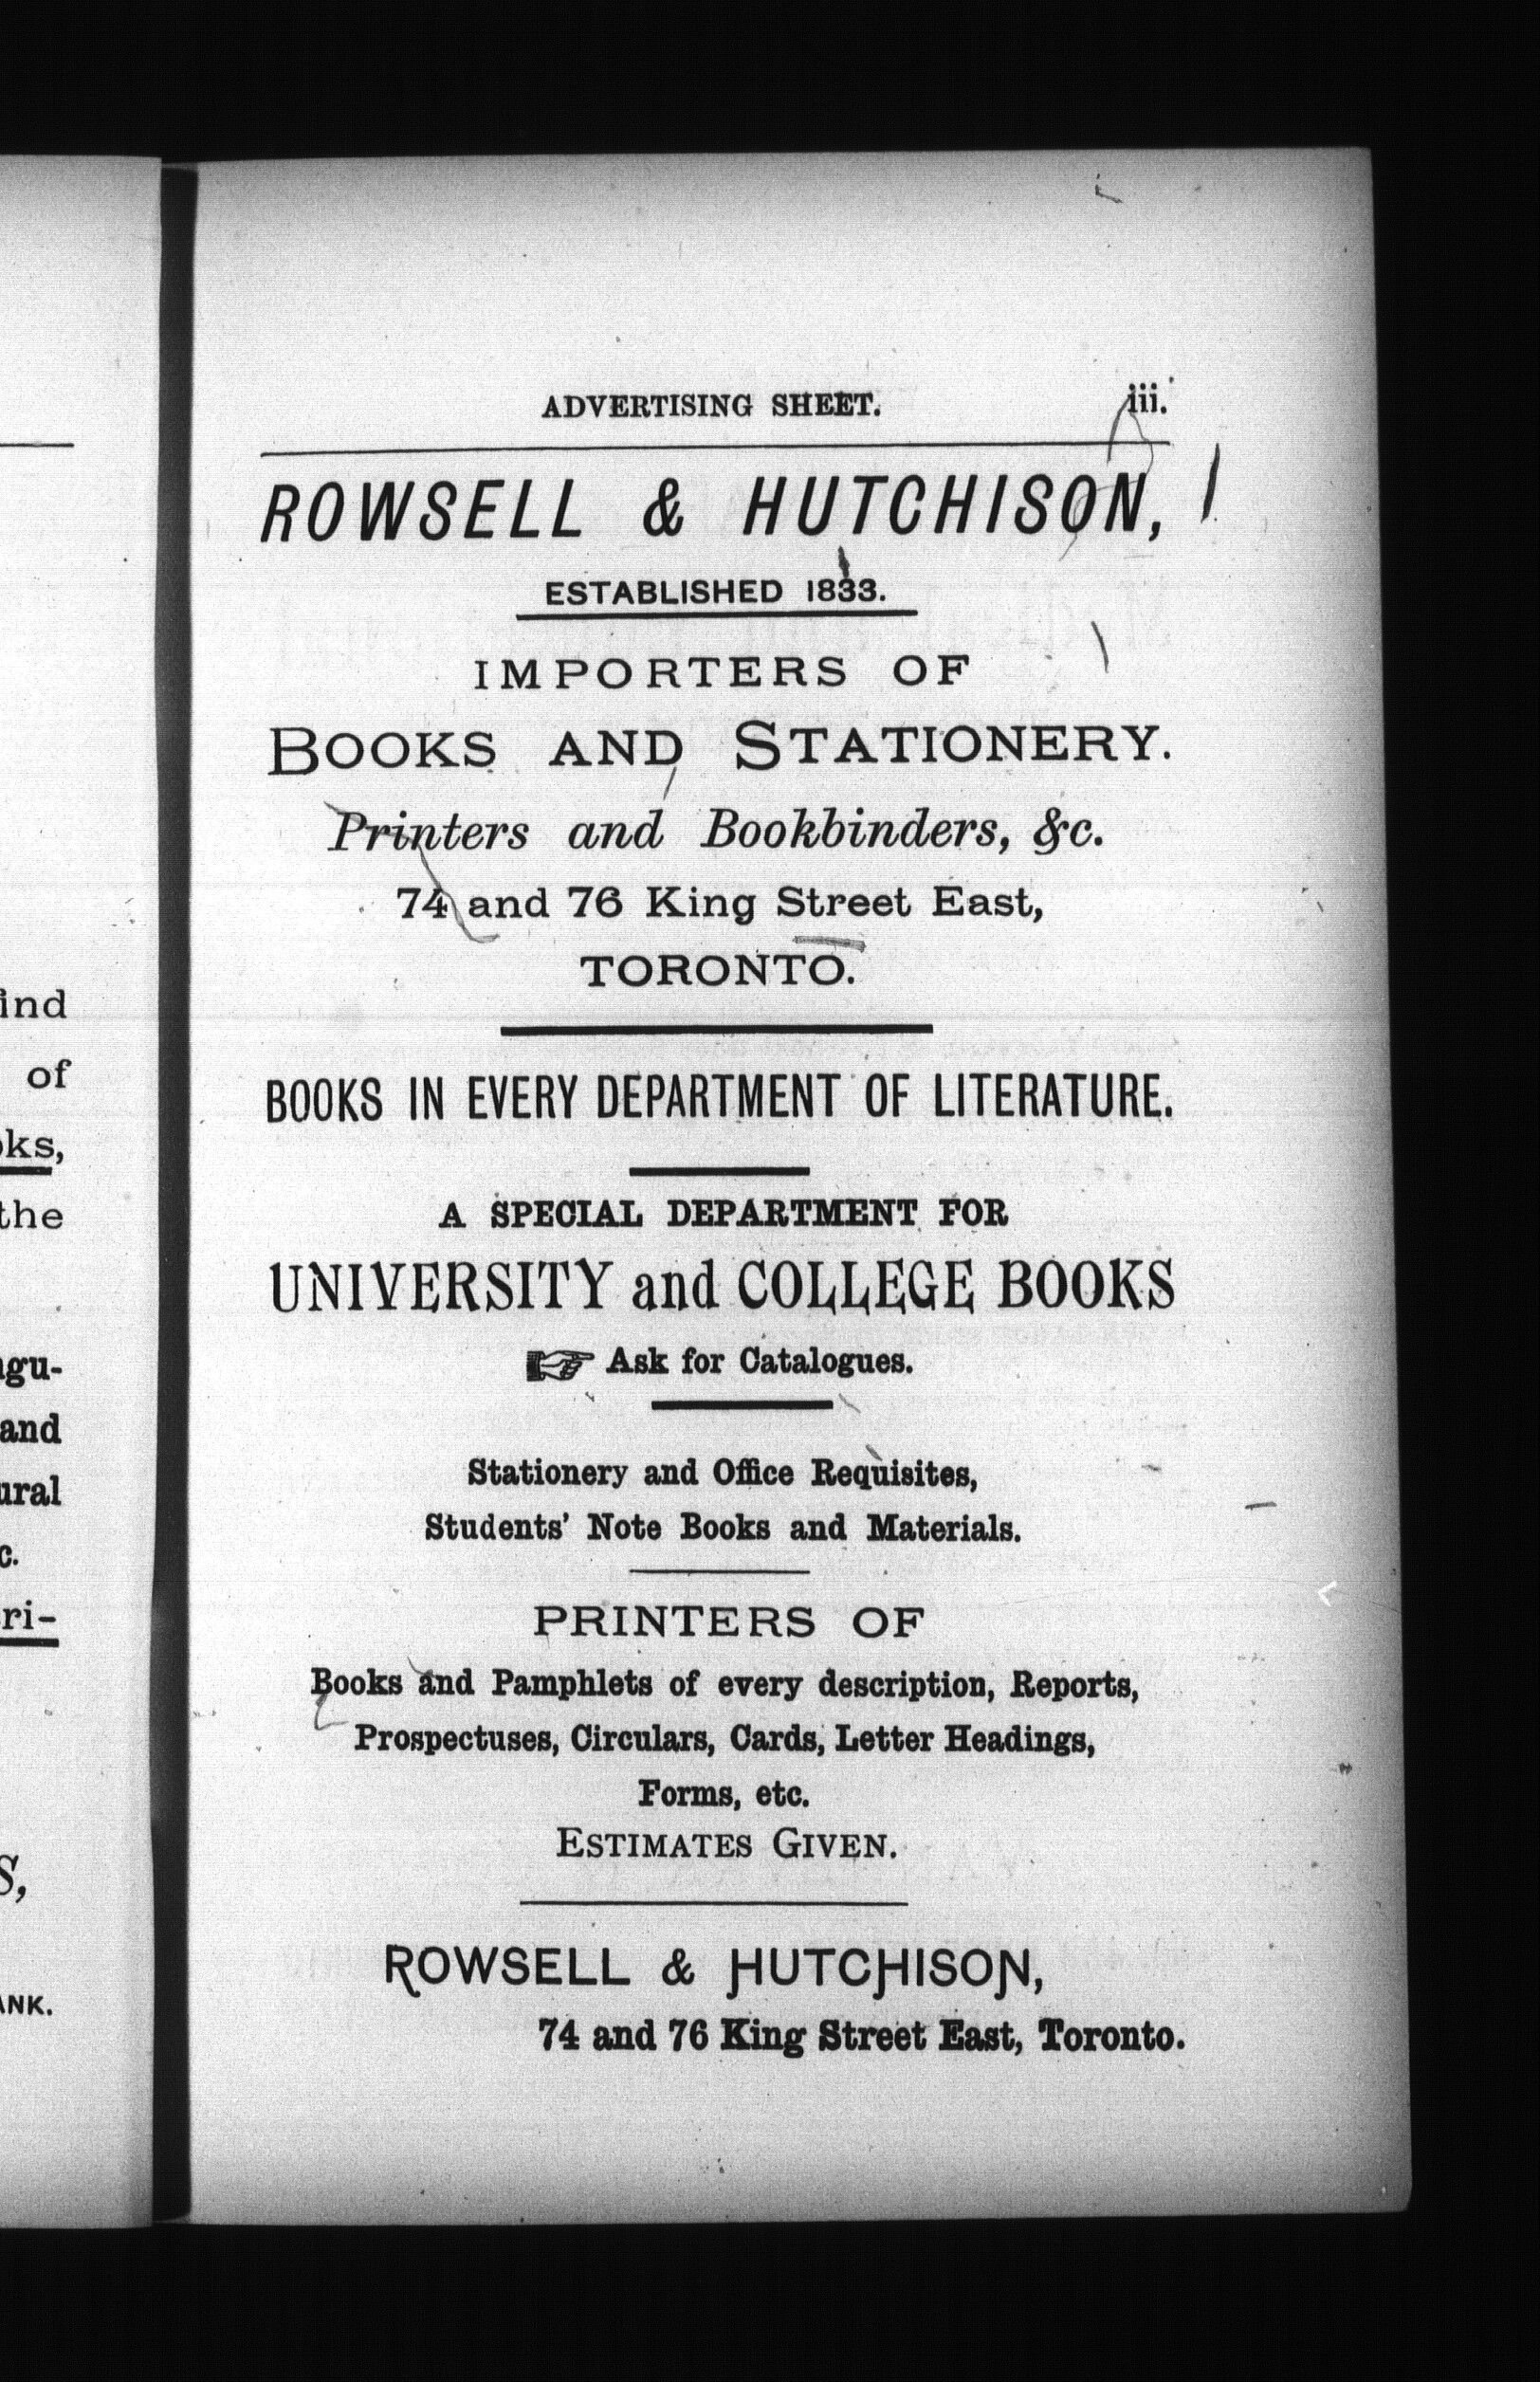 ADVERTISING SHEET. iii.
ROWSELL & HUTCHISON,
ESTABLISHED 1833.
IMPORTERS OF
BOOKS AND STATIONERY.
Printers and Bookbinders, &c.
74 and 76 King Street East,
TORONTO.
BOOKS IN EVERY DEPARTMENT OF LITERATURE.
A SPECIAL DEPARTMENT FOR
UNIVERSITY and COLLEGE BOOKS
☞ Ask for Catalogues.
Stationery and Office Requisites,
Students' Note Books and Materials.
PRINTERS OF
Books and Pamphlets of every description, Reports,
Prospectuses, Circulars, Cards, Letter Headings,
Forms, etc.
ESTIMATES GIVEN.
ROWSELL & HUTCHISON,
74 and 76 King Street East, Toronto.